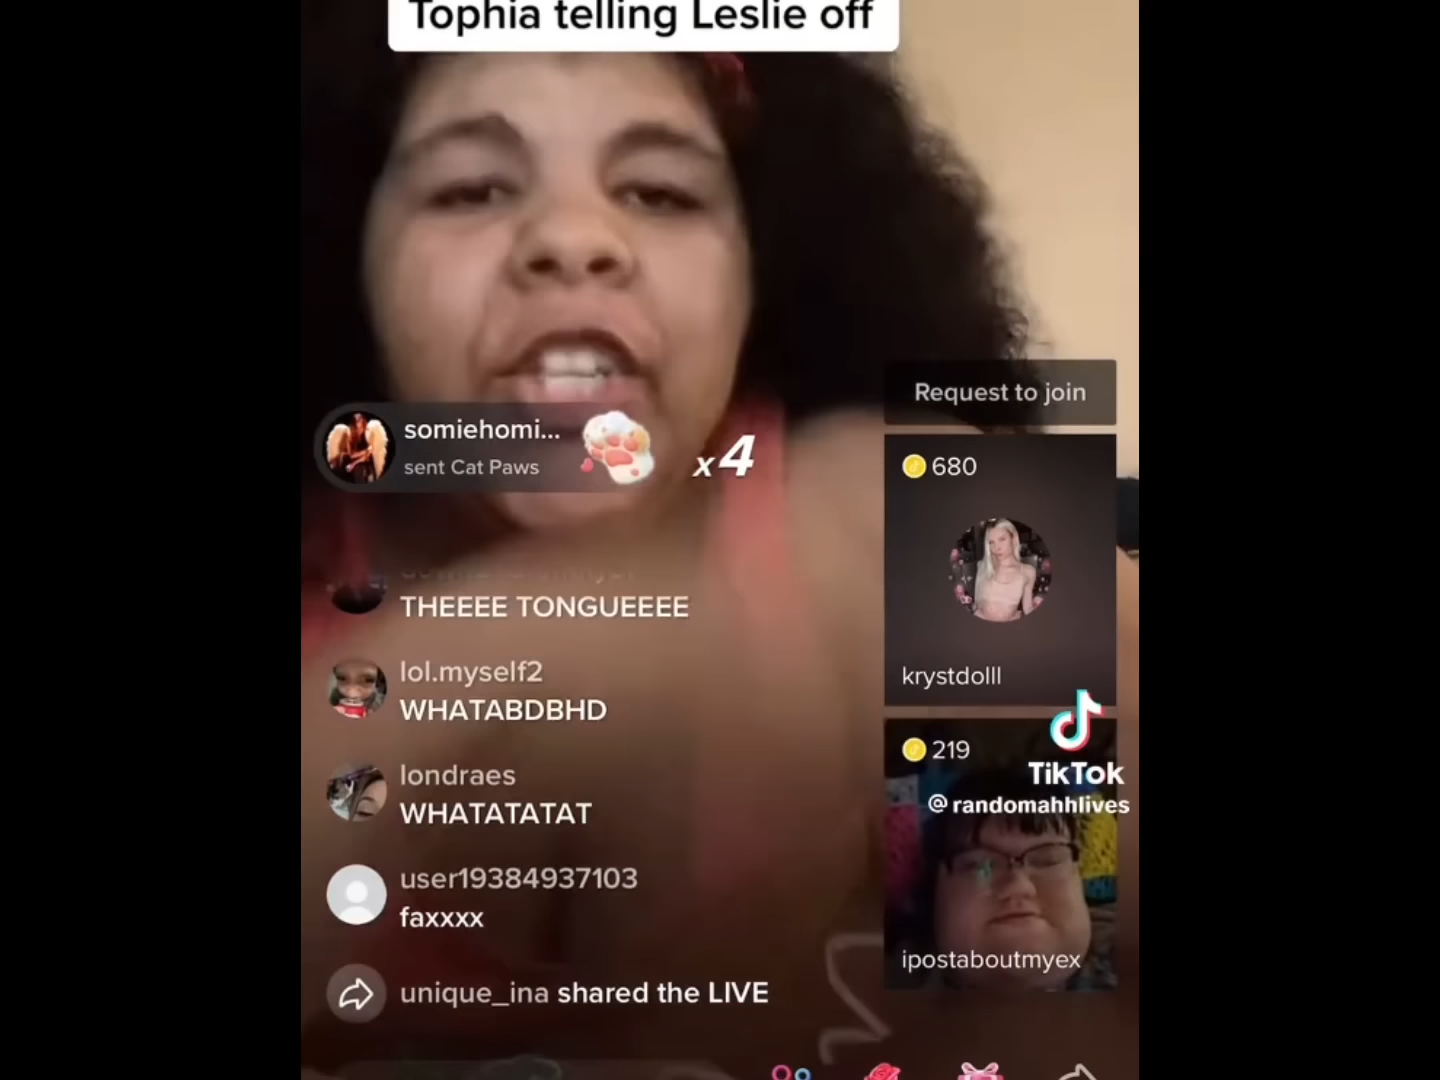 Tophia telling Leslie off
Request to join
somiehomi...
sent Cat Paws
x4
680
THEEEE TONGUEEEE
lol.myself2
WHATABDBHD
krystdolll
londraes
WHATATATAT
219
TikTok
@randomahhlives
user19384937103
faxxxx
ipostaboutmyex
unique_ina shared the LIVE